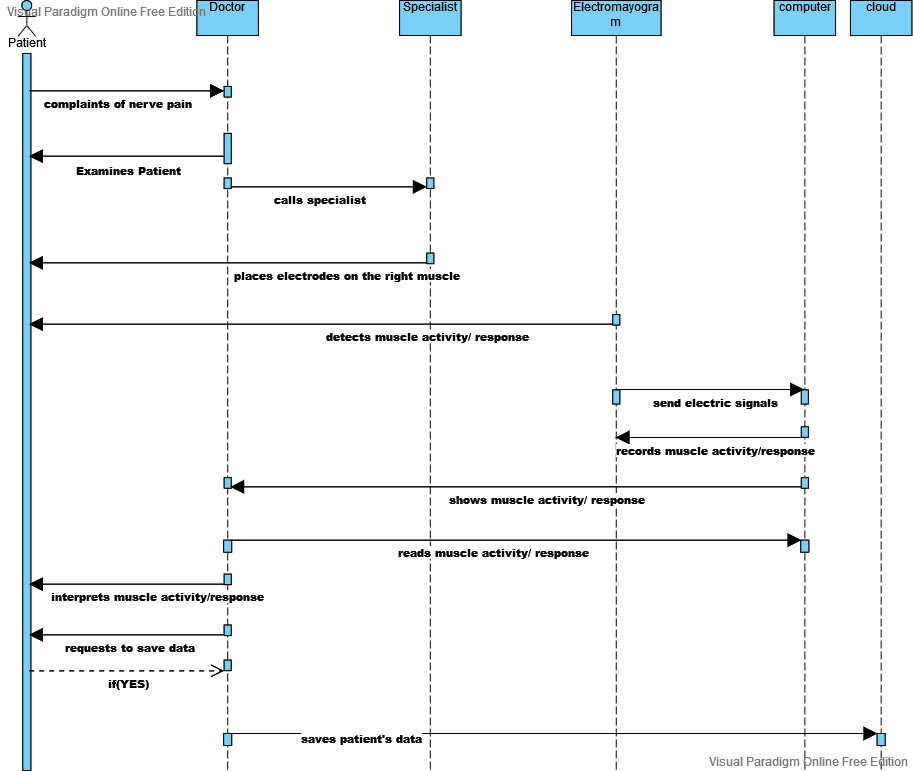 Visual Paradigm Online Free Edition
Doctor
Specialist
Electromayogra
m
computer
cloud
Patient
complaints of nerve pain
Examines Patient
calls specialist
places electrodes on the right muscle
detects muscle activity/ response
send electric signals
records muscle activity/response
shows muscle activity/ response
reads muscle activity/ response
interprets muscle activity/response
requests to save data
if(YES)
saves patient's data
Visual Paradigm Online Free Edition